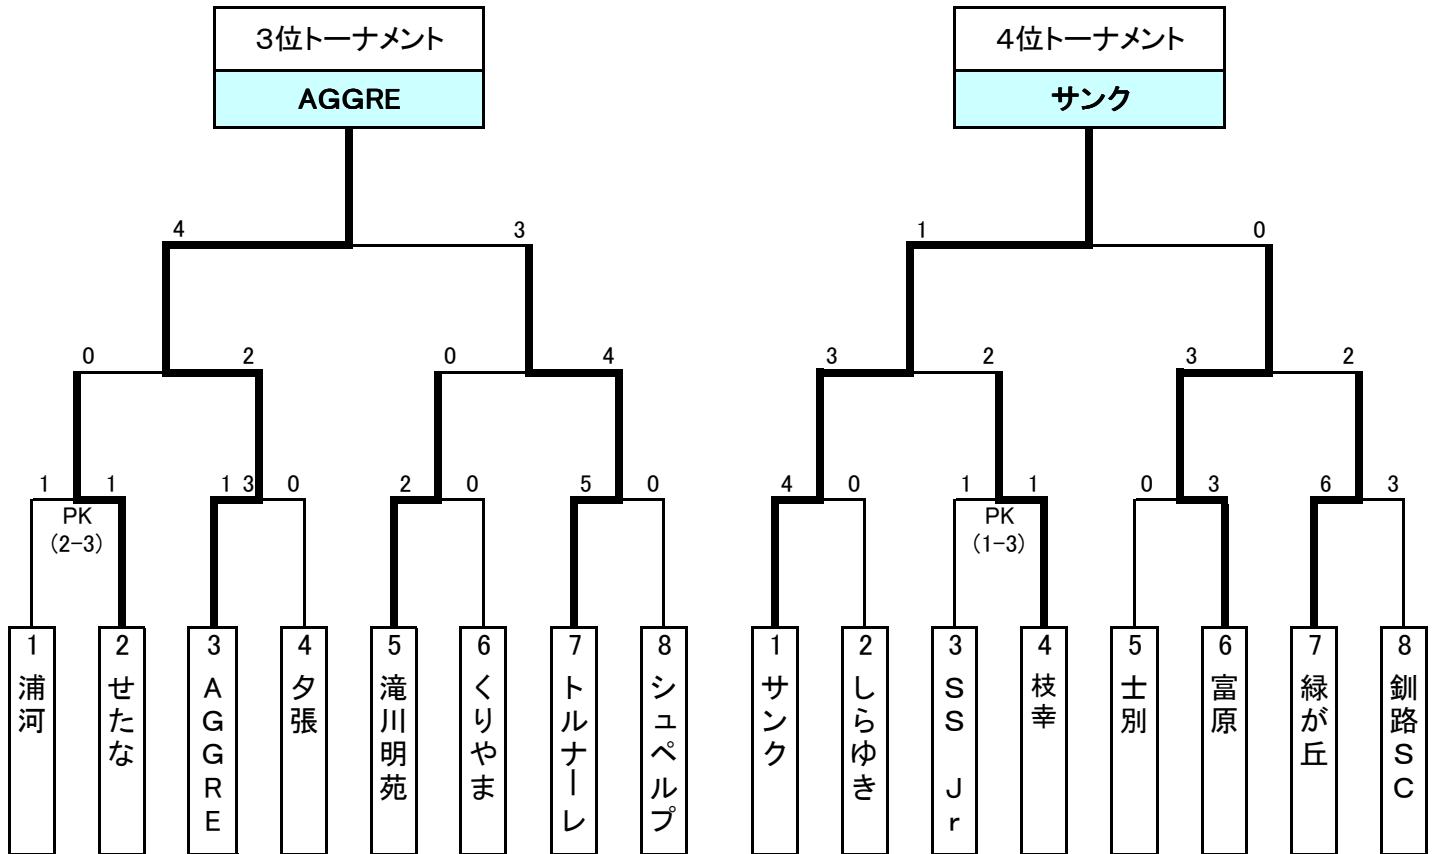 ３位トーナメント
AGGRE
４位トーナメント
サンク
4
3
1
0
0
2
0
4
3
2
3
2
1
1
13
0
2
0
5
0
4
0
1
1
0
3
6
3
PK
(2-3)
PK
(1-3)
1 浦河
2 せたな
3 AGGRE
4 夕張
5 滝川明苑
6 くりやま
7 トルナーレ
8 シュペルプ
1 サンク
2 しらゆき
3 SS Jr
4 枝幸
5 士別
6 富原
7 緑が丘
8 釧路SC